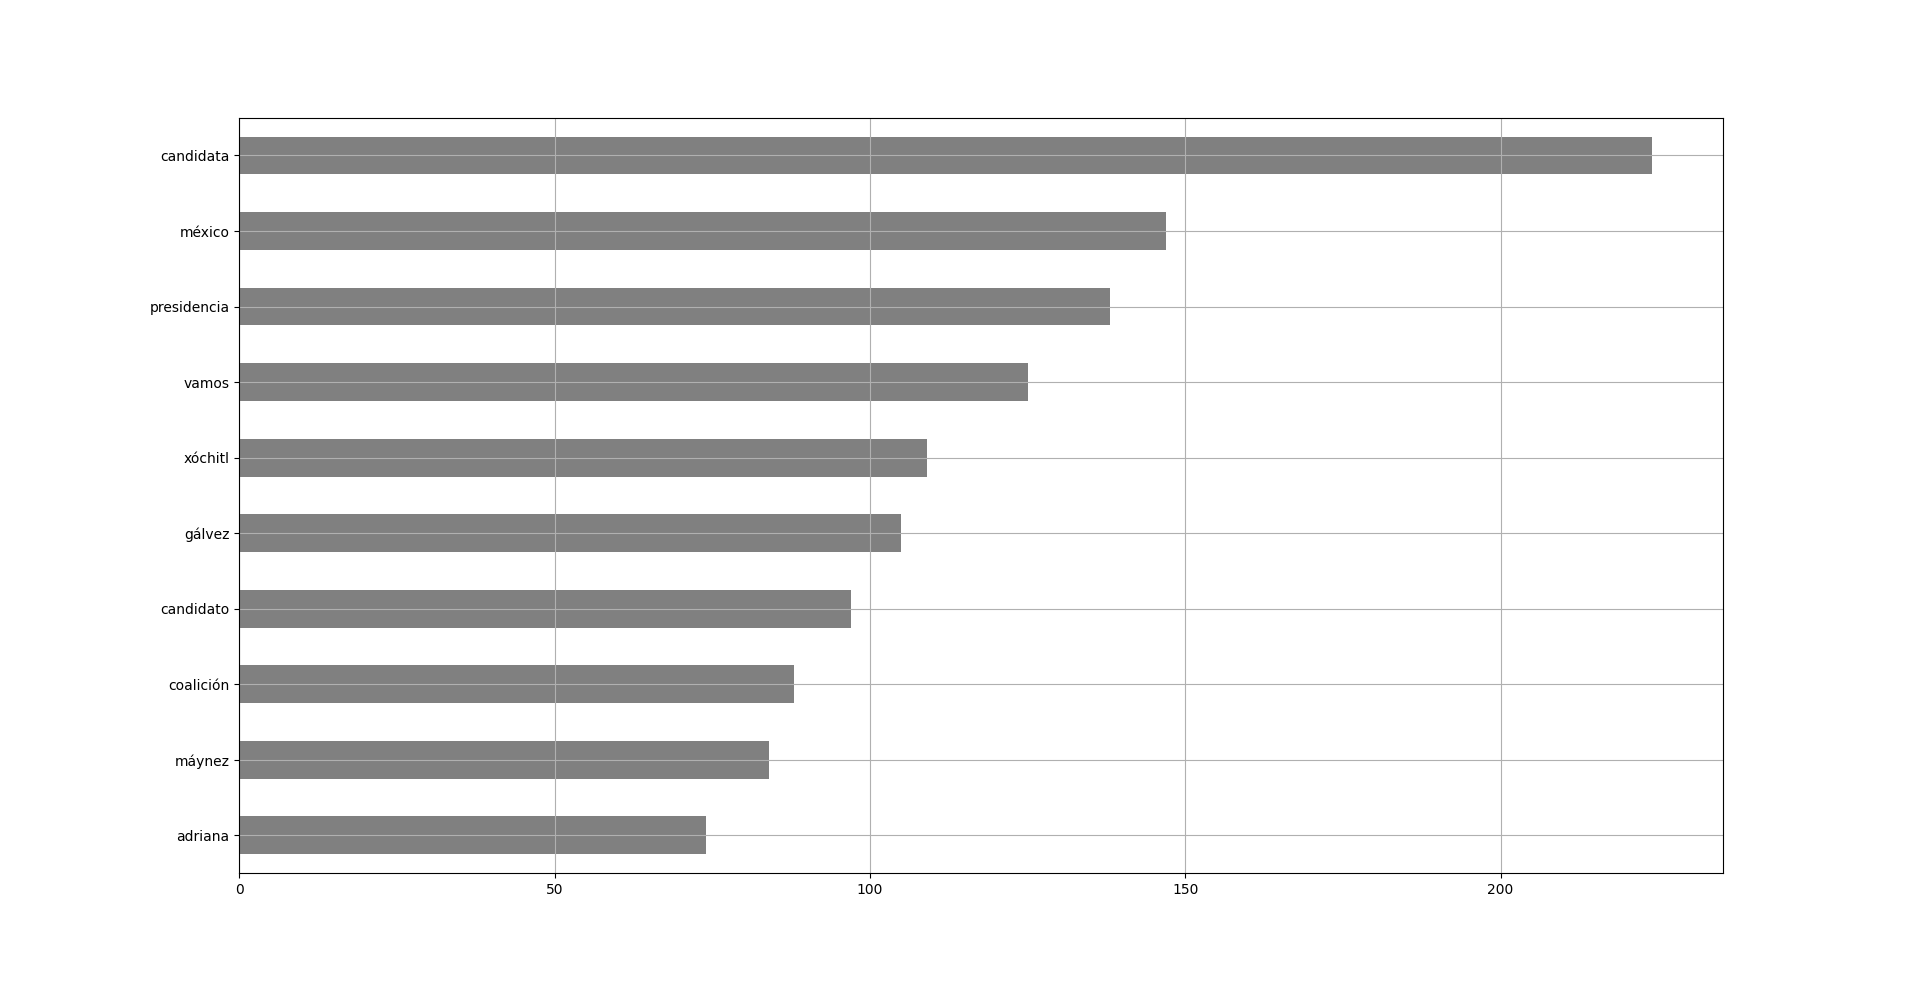 candidata
méxico
presidencia
vamos
xóchitl
gálvez
candidato
coalición
máynez
adriana
0 50 100 150 200